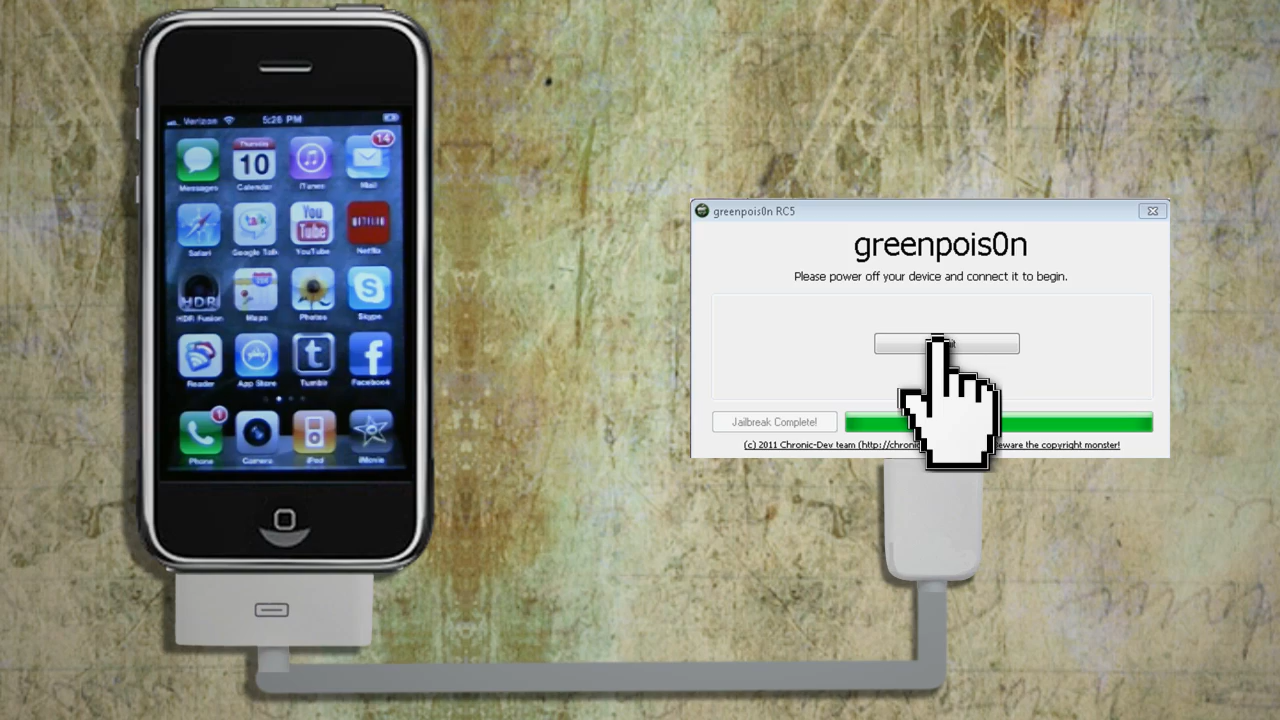 Verizon 5:26 PM
14
Thursday
10
Messages Calendar iTunes Mail
talk You Tube NETFLIX
Safari Google Talk YouTube Netflix
HDR
HDR Fusion Maps Photos Skype
Reader App Store Tumblr Facebook
1
Phone Camera iPod iMovie
greenpois0n RC5
greenpois0n
Please power off your device and connect it to begin.
Jailbreak Complete!
(c) 2011 Chronic-Dev team (http://chronic eware the copyright monster!